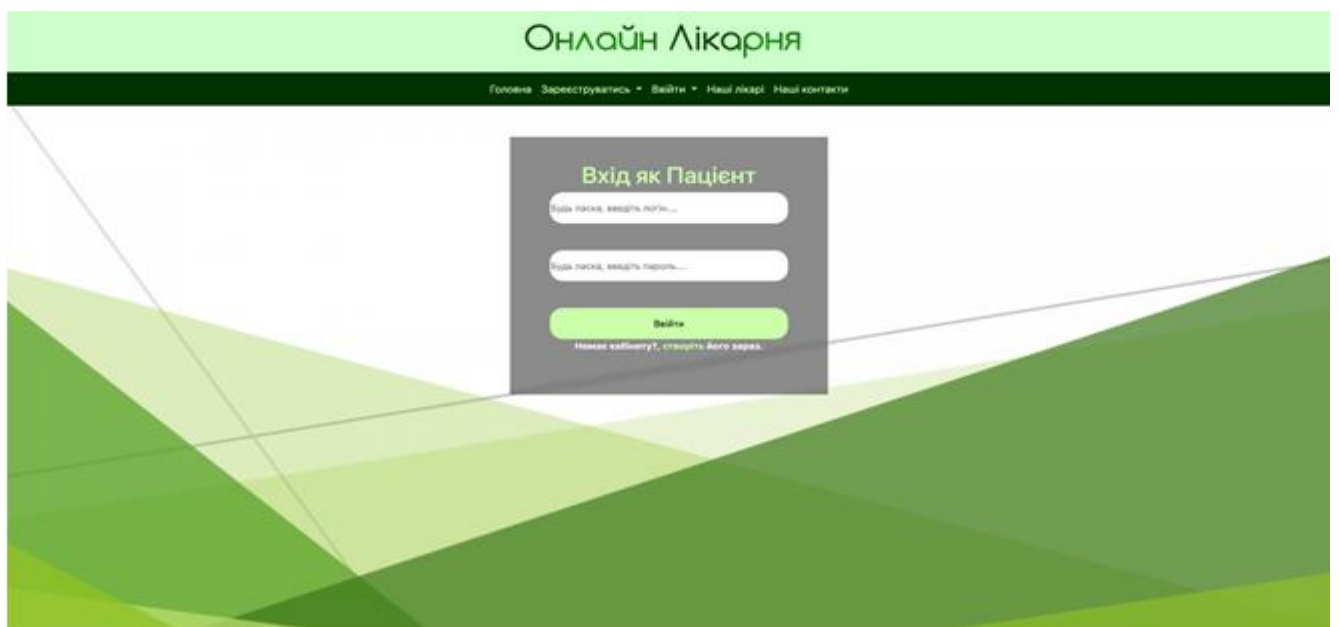 Онлайн Лікарня
Головна Зареєструватись Ввійти Наші лікарі Наші контакти
Вхід як Пацієнт
Будь ласка, введіть логін....
Будь ласка, введіть пароль.....
Ввійти
Немає кабінету?, створіть його зараз.